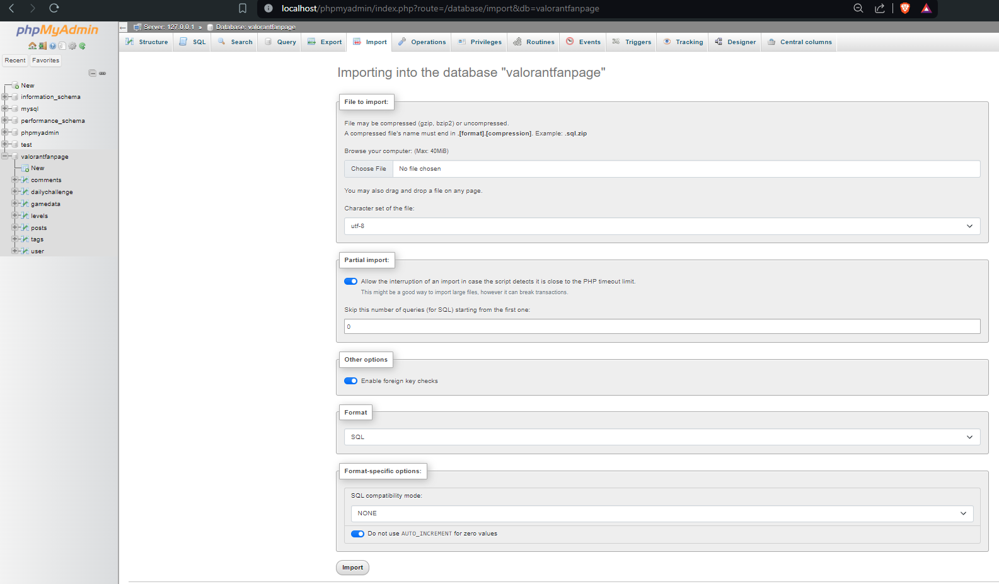 localhost/phpmyadmin/index.php?route=/database/import&db=valorantfanpage
phpMyAdmin
Recent Favorites
New
information_schema
mysql
performance_schema
phpmyadmin
test
valorantfanpage
New
comments
dailychallenge
gamedata
levels
posts
tags
user
Server: 127.0.0.1 » Database: valorantfanpage
Structure SQL Search Query Export Import Operations Privileges Routines Events Triggers Tracking Designer Central columns
Importing into the database "valorantfanpage"
File to import:
File may be compressed (gzip, bzip2) or uncompressed.
A compressed file's name must end in .[format].[compression]. Example: .sql.zip
Browse your computer: (Max: 40MiB)
Choose File No file chosen
You may also drag and drop a file on any page.
Character set of the file:
utf-8
Partial import:
Allow the interruption of an import in case the script detects it is close to the PHP timeout limit.
This might be a good way to import large files, however it can break transactions.
Skip this number of queries (for SQL) starting from the first one:
0
Other options
Enable foreign key checks
Format
SQL
Format-specific options:
SQL compatibility mode:
NONE
Do not use AUTO_INCREMENT for zero values
Import